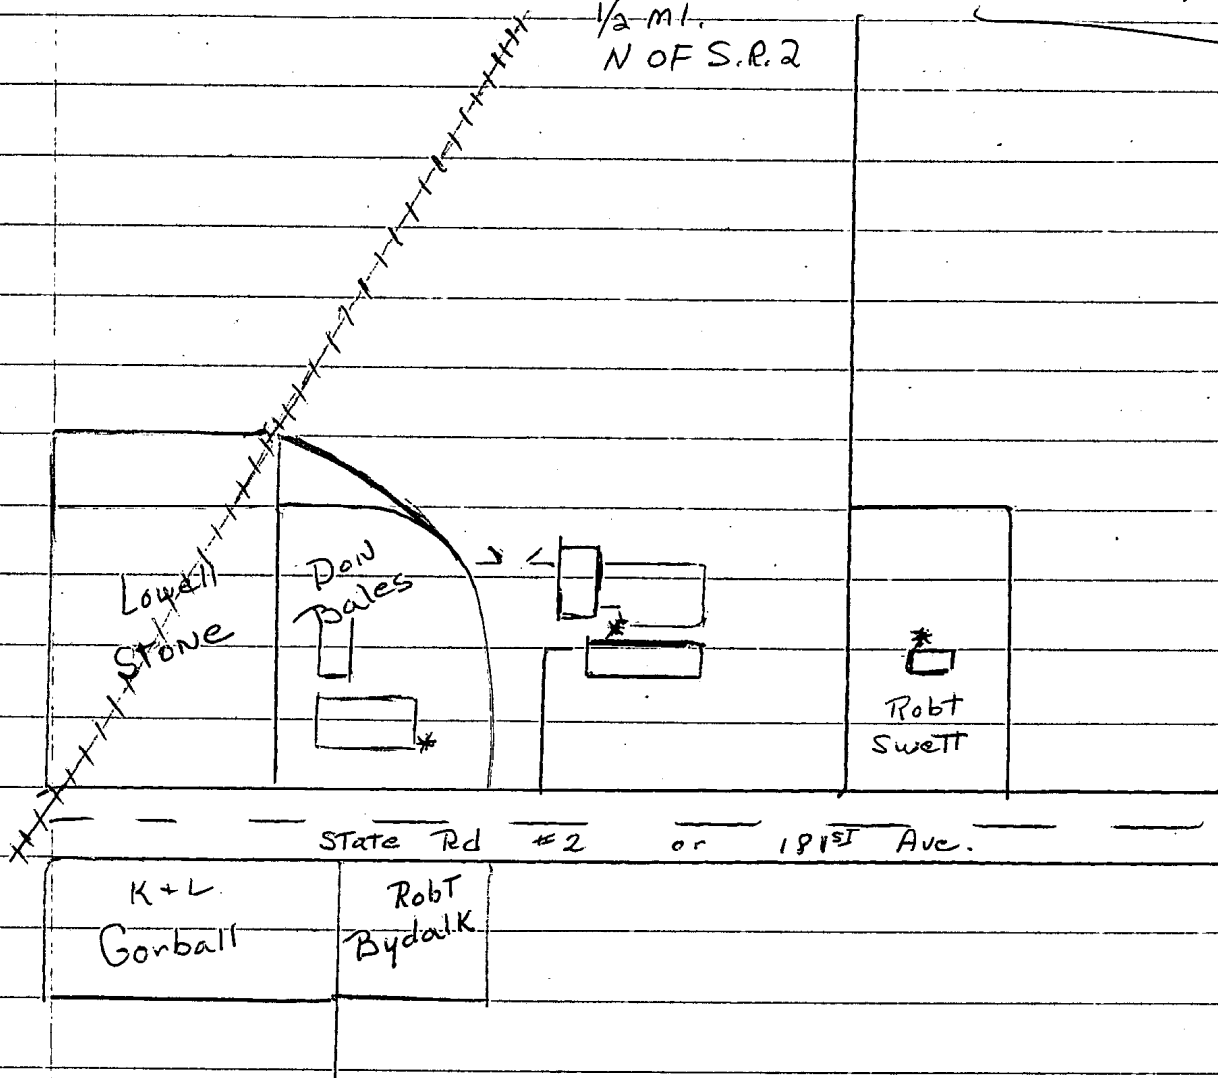 1/2 MI.
N OF S.R.2
Lowell
STONE
DON
Bales
Robt
Swett
STate Rd #2 or 181ST Ave.
K + L
Gorball
RobT
BydalK